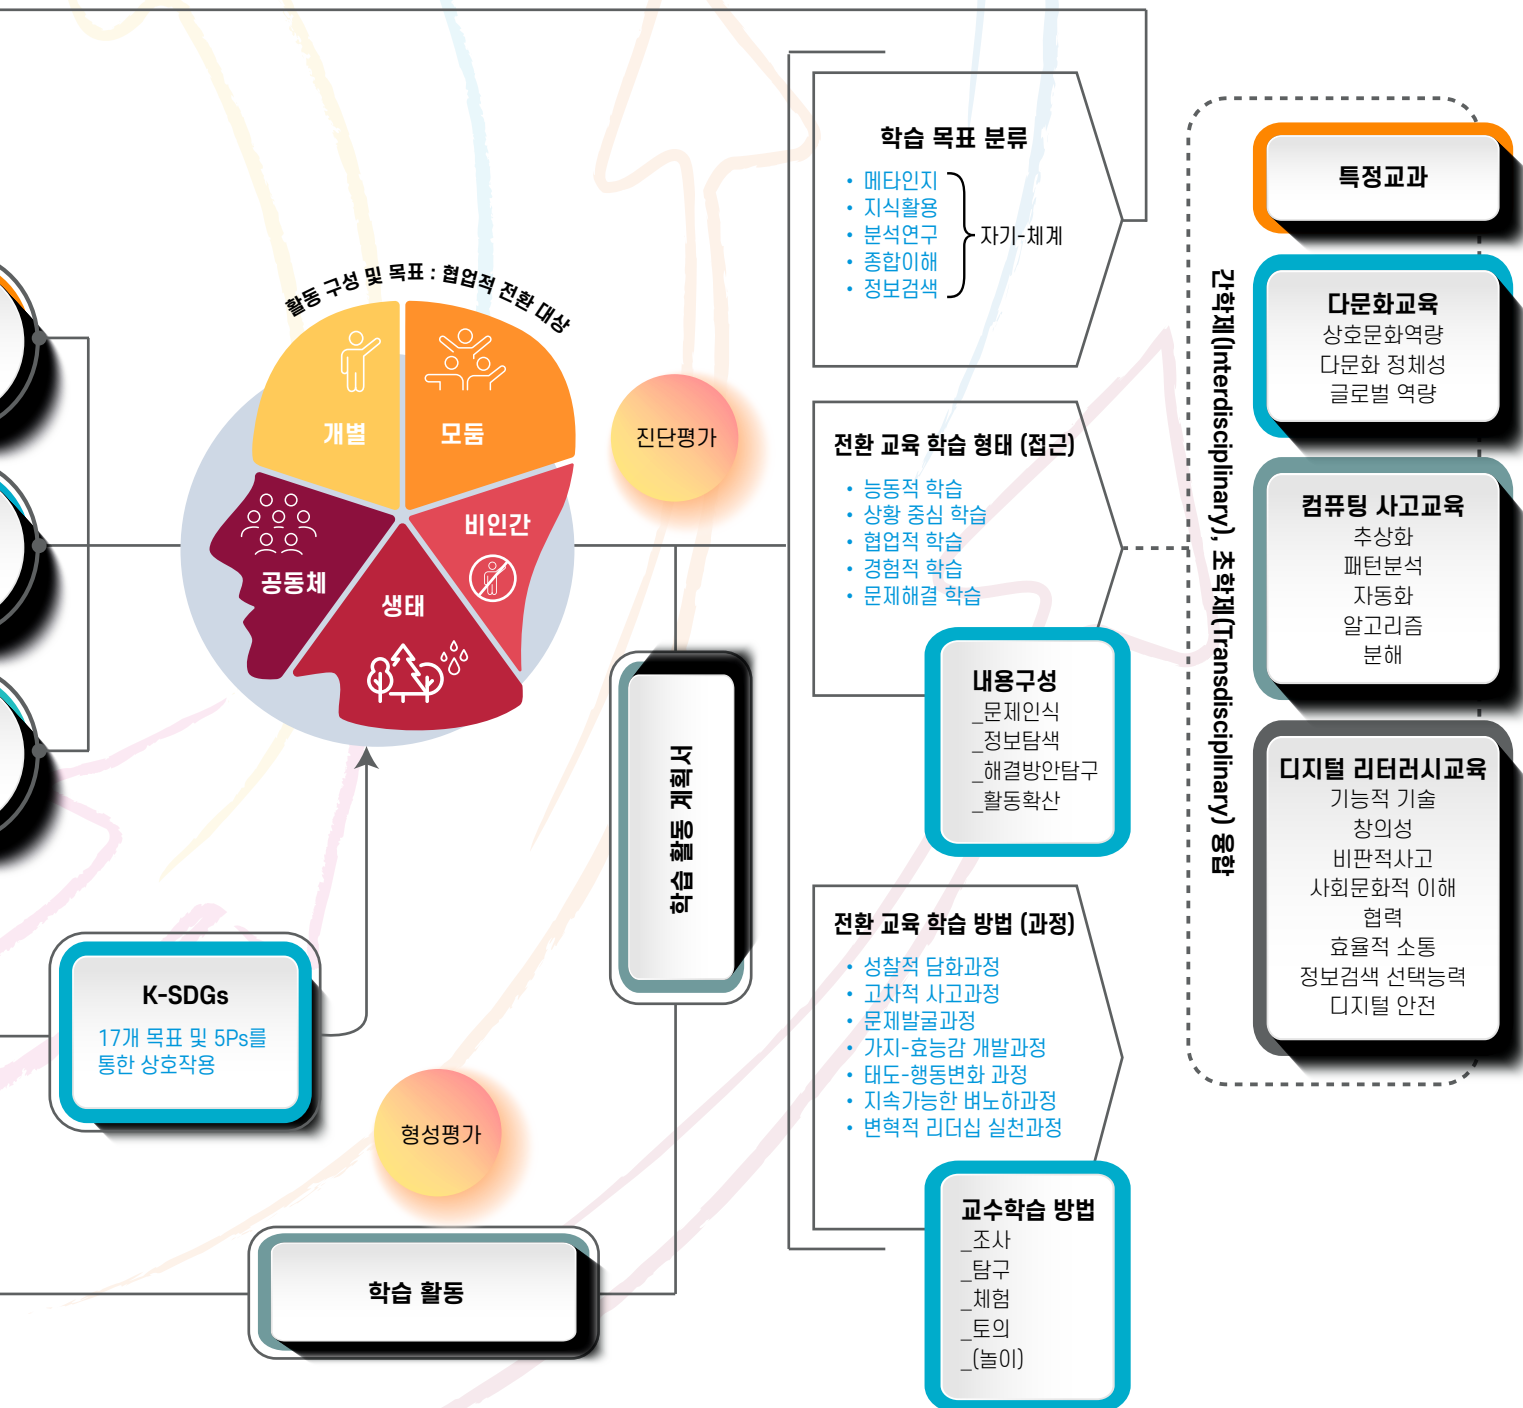 활동 구성 및 목표 : 협업적 전환 대상
개별
모둠
비인간
공동체
생태
진단평가
학습 활동 계획서
K-SDGs
17개 목표 및 5Ps를
통한 상호작용
형성평가
학습 활동
학습 목표 분류
• 메타인지
• 지식활용
• 분석연구
• 종합이해
• 정보검색
자기-체계
전환 교육 학습 형태 (접근)
• 능동적 학습
• 상황 중심 학습
• 협업적 학습
• 경험적 학습
• 문제해결 학습
내용구성
_문제인식
_정보탐색
_해결방안탐구
_활동확산
전환 교육 학습 방법 (과정)
• 성찰적 담화과정
• 고차적 사고과정
• 문제발굴과정
• 가지-효능감 개발과정
• 태도-행동변화 과정
• 지속가능한 벼노하과정
• 변혁적 리더십 실천과정
교수학습 방법
_조사
_탐구
_체험
_토의
_(놀이)
간학제(Interdisciplinary), 초학제(Transdisciplinary) 융합
특정교과
다문화교육
상호문화역량
다문화 정체성
글로벌 역량
컴퓨팅 사고교육
추상화
패턴분석
자동화
알고리즘
분해
디지털 리터러시교육
기능적 기술
창의성
비판적사고
사회문화적 이해
협력
효율적 소통
정보검색 선택능력
디지털 안전